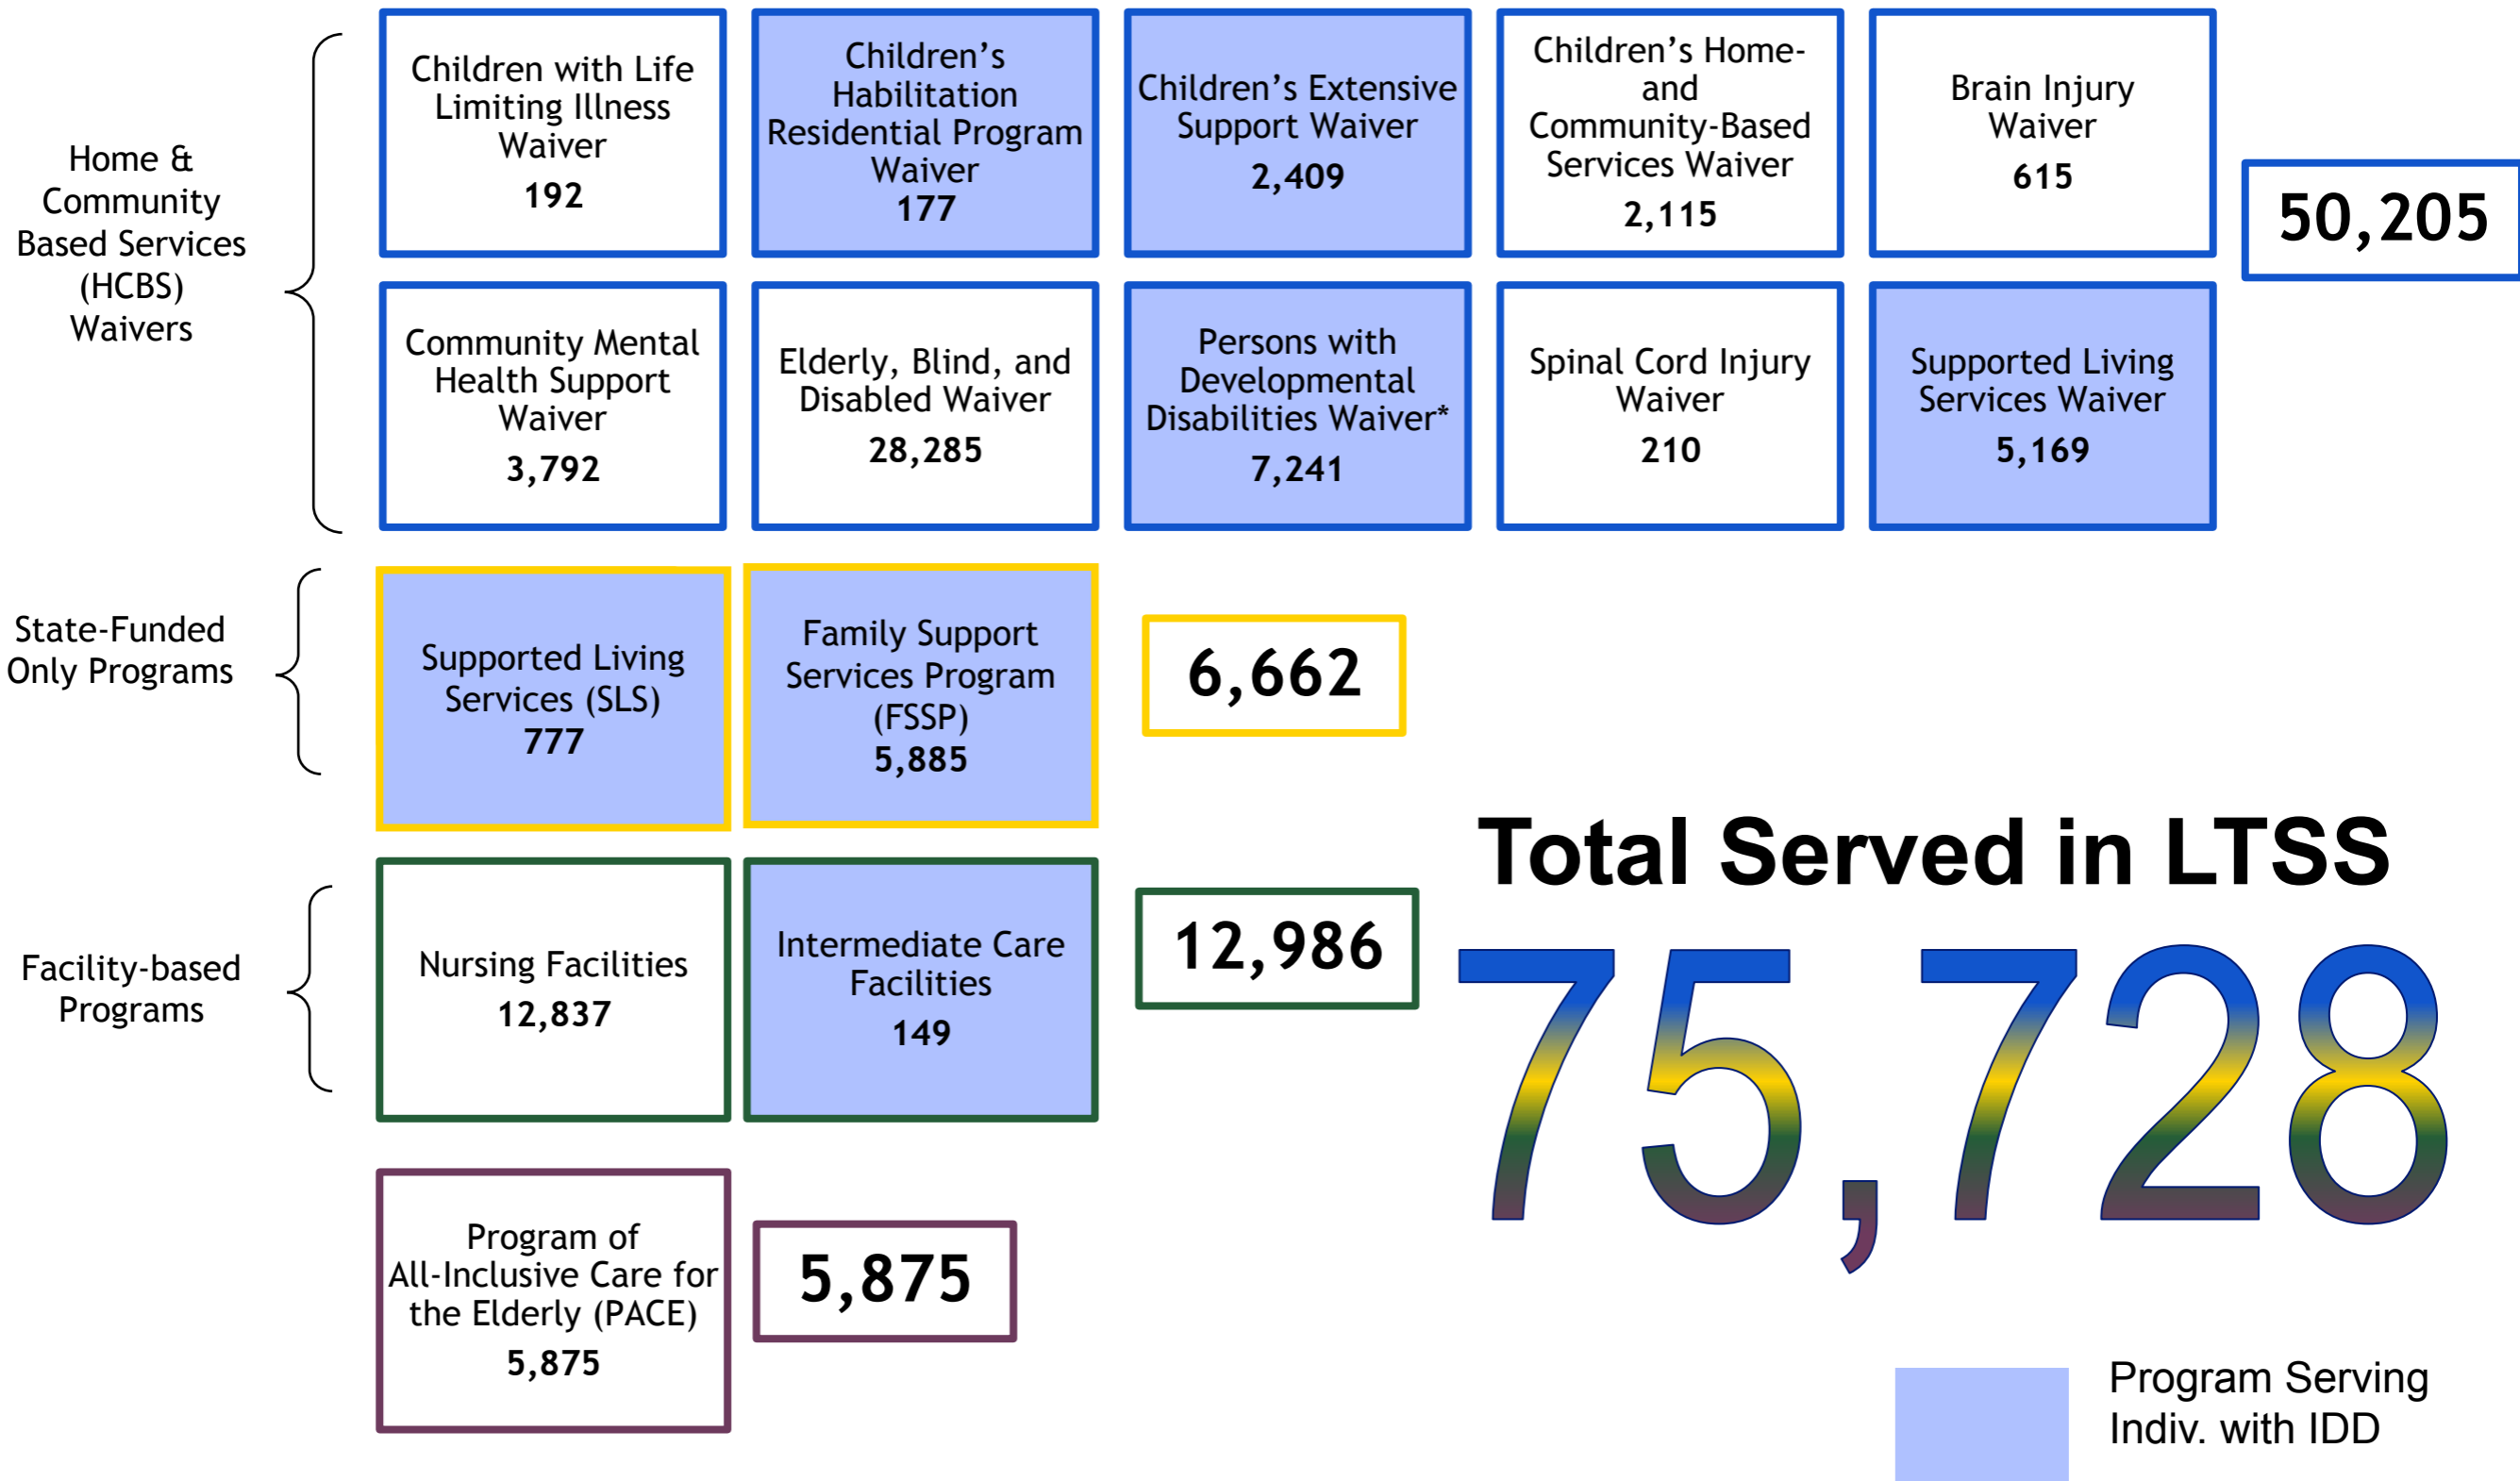 Home &
Community
Based Services
(HCBS)
Waivers
Children with Life
Limiting Illness
Waiver
192
Children’s
Habilitation
Residential Program
Waiver
177
Children’s Extensive
Support Waiver
2,409
Children’s Home-
and
Community-Based
Services Waiver
2,115
Brain Injury
Waiver
615
50,205
Community Mental
Health Support
Waiver
3,792
Elderly, Blind, and
Disabled Waiver
28,285
Persons with
Developmental
Disabilities Waiver*
7,241
Spinal Cord Injury
Waiver
210
Supported Living
Services Waiver
5,169
State-Funded
Only Programs
Supported Living
Services (SLS)
777
Family Support
Services Program
(FSSP)
5,885
6,662
Facility-based
Programs
Nursing Facilities
12,837
Intermediate Care
Facilities
149
12,986
Total Served in LTSS
75,728
Program of
All-Inclusive Care for
the Elderly (PACE)
5,875
5,875
Program Serving
Indiv. with IDD